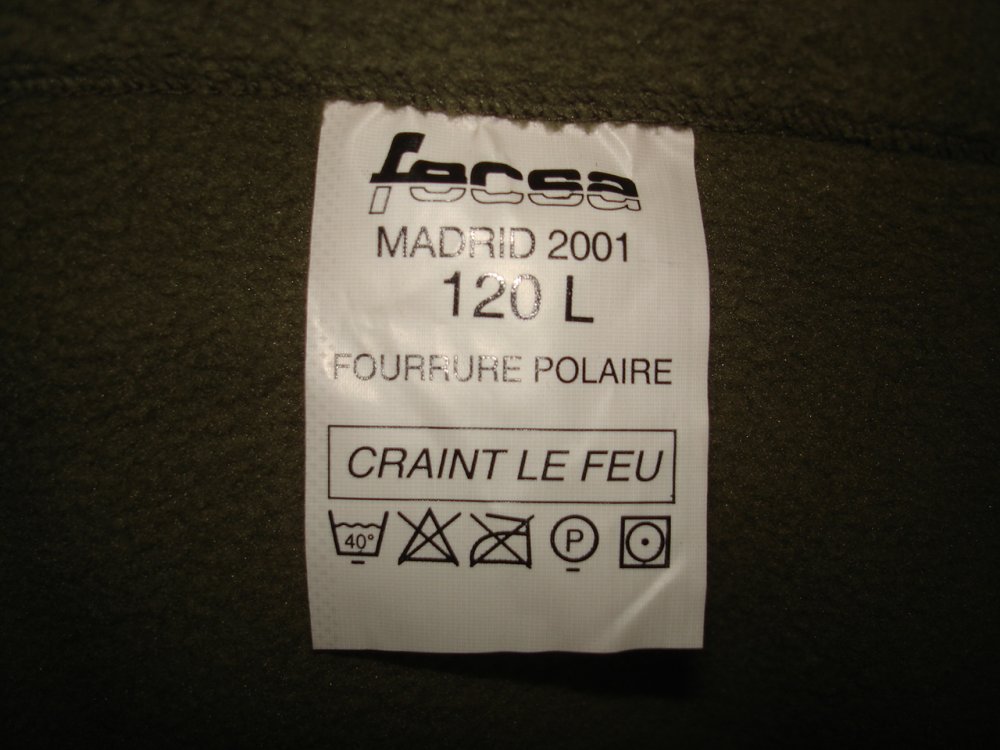 fecsa
MADRID 2001
120 L
FOURRURE POLAIRE
CRAINT LE FEU
40° P